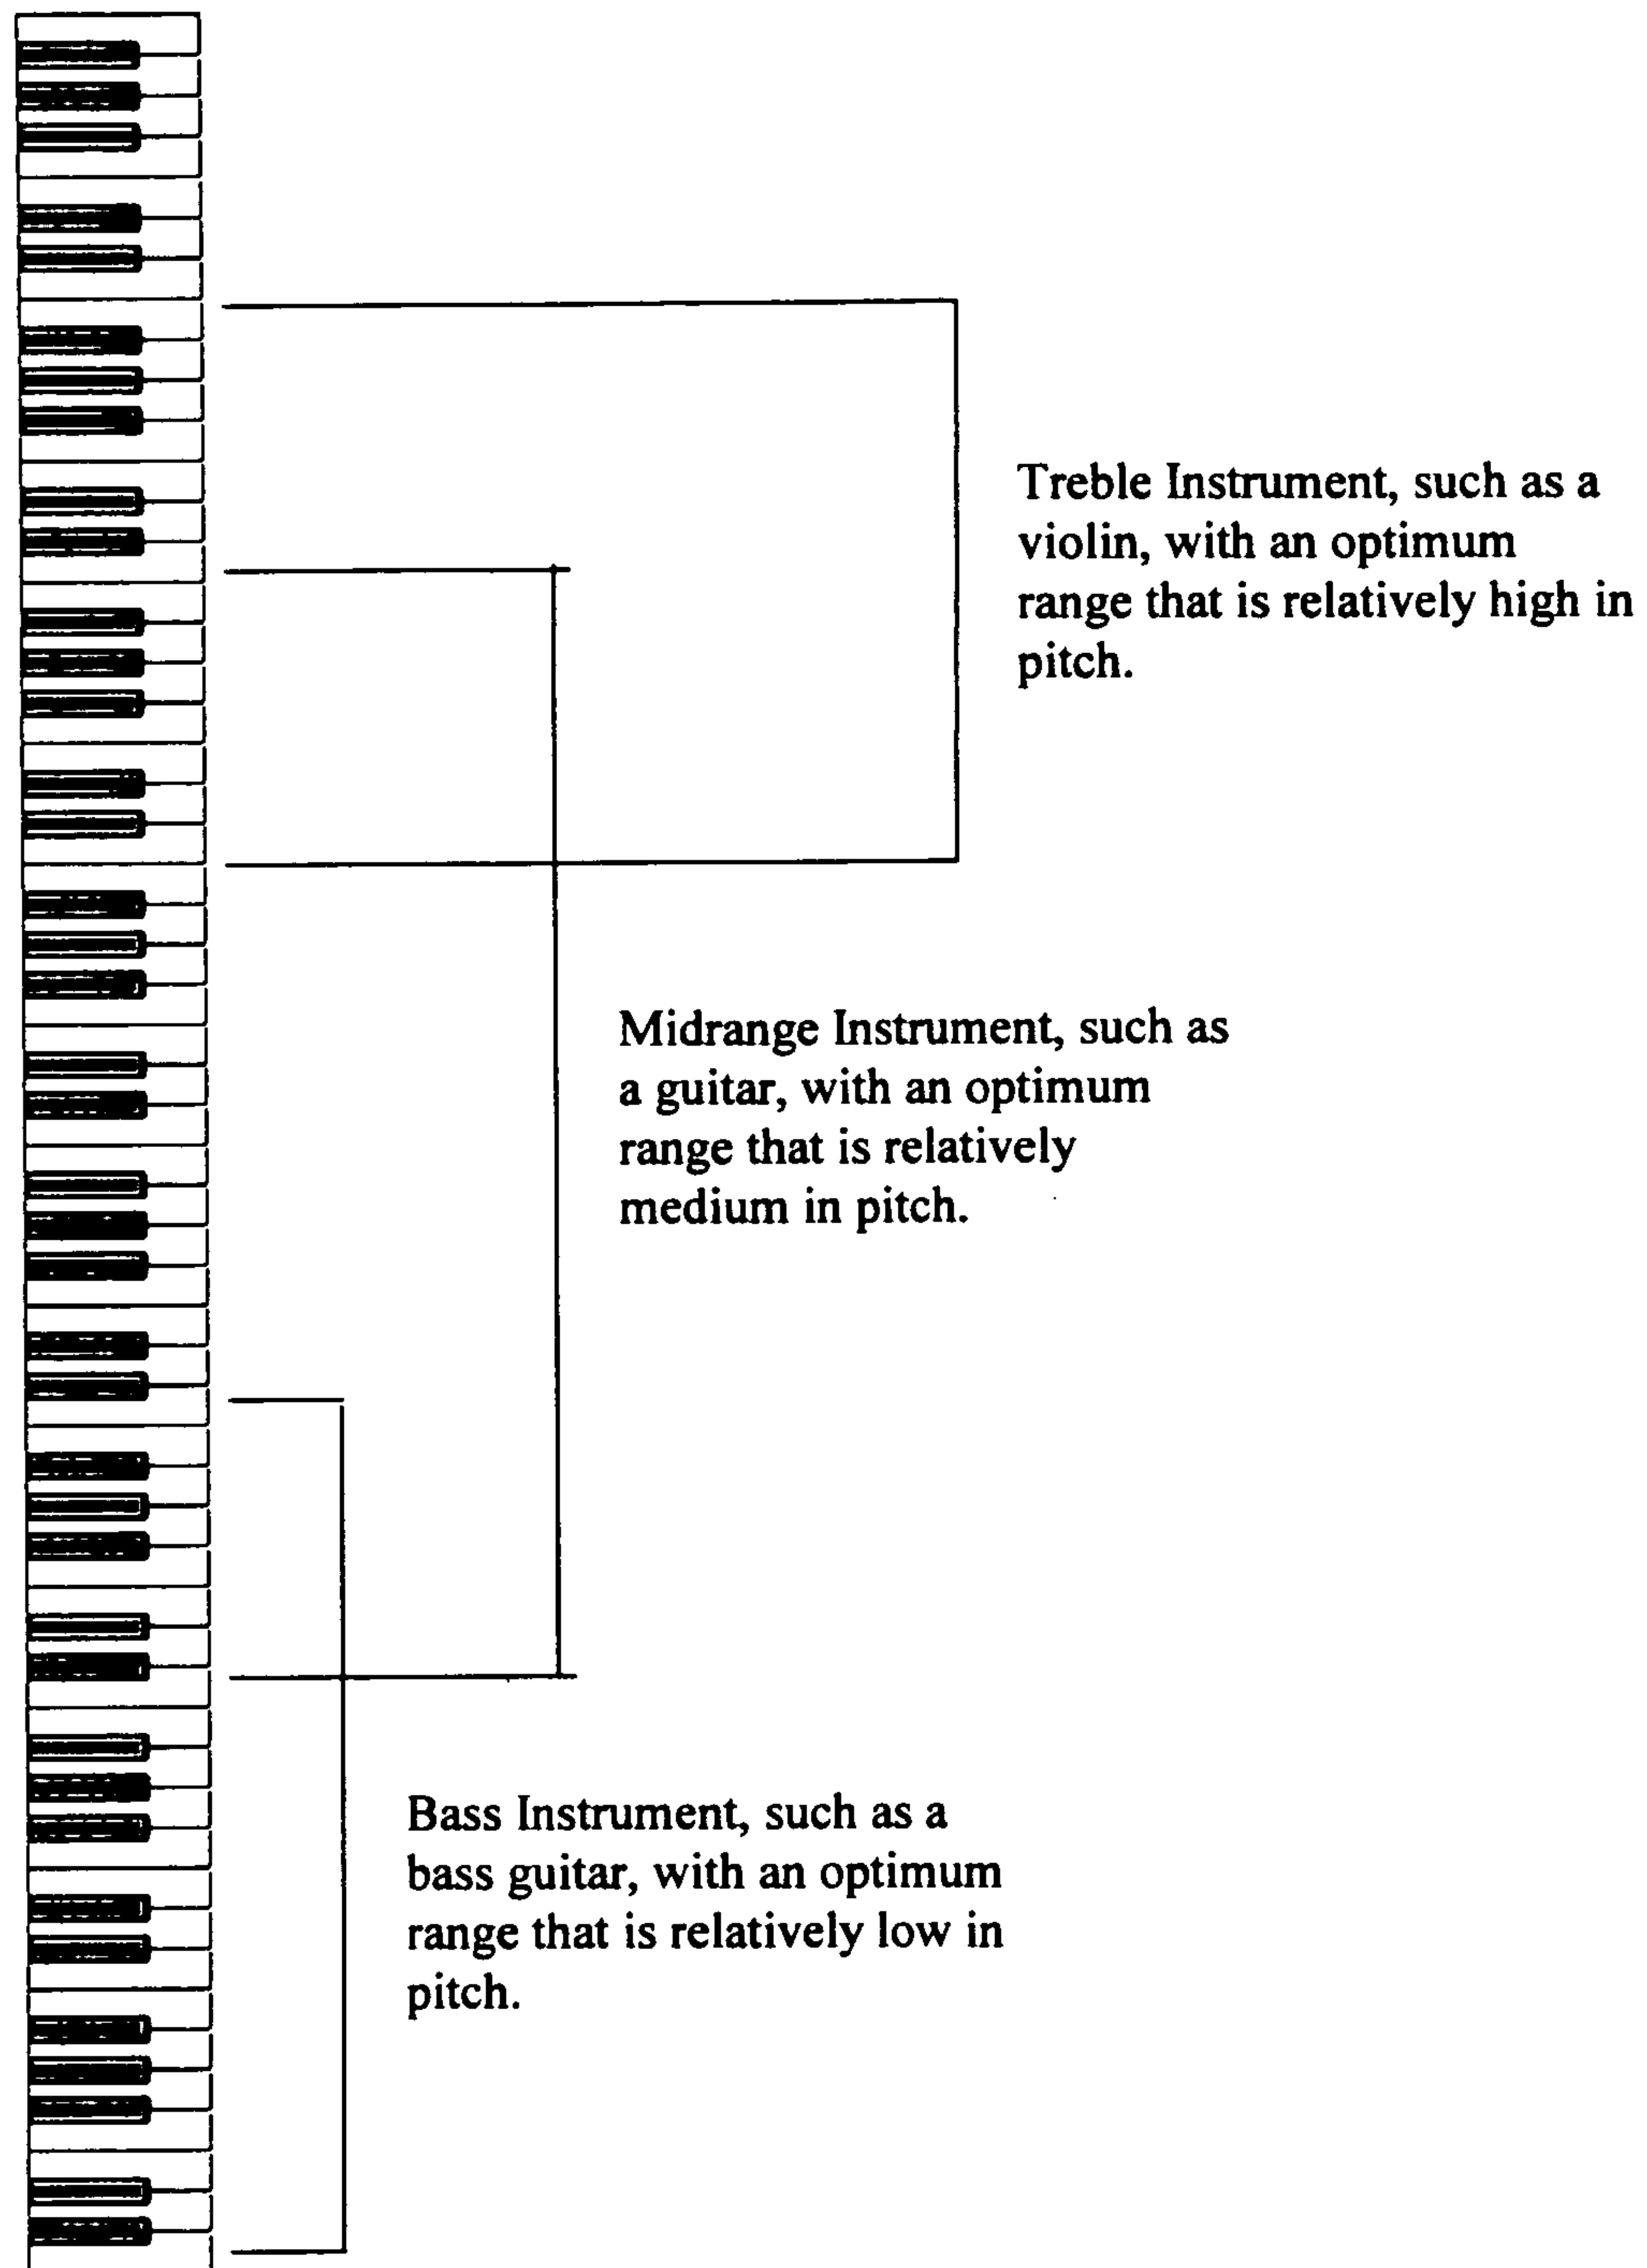 Treble Instrument, such as a
violin, with an optimum
range that is relatively high in
pitch.
Midrange Instrument, such as
a guitar, with an optimum
range that is relatively
medium in pitch.
Bass Instrument, such as a
bass guitar, with an optimum
range that is relatively low in
pitch.